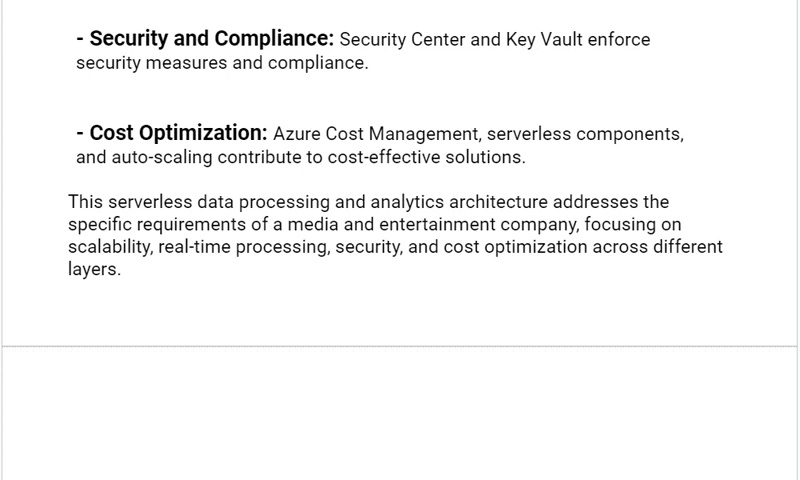 - Security and Compliance: Security Center and Key Vault enforce
security measures and compliance.
- Cost Optimization: Azure Cost Management, serverless components,
and auto-scaling contribute to cost-effective solutions.
This serverless data processing and analytics architecture addresses the
specific requirements of a media and entertainment company, focusing on
scalability, real-time processing, security, and cost optimization across different
layers.